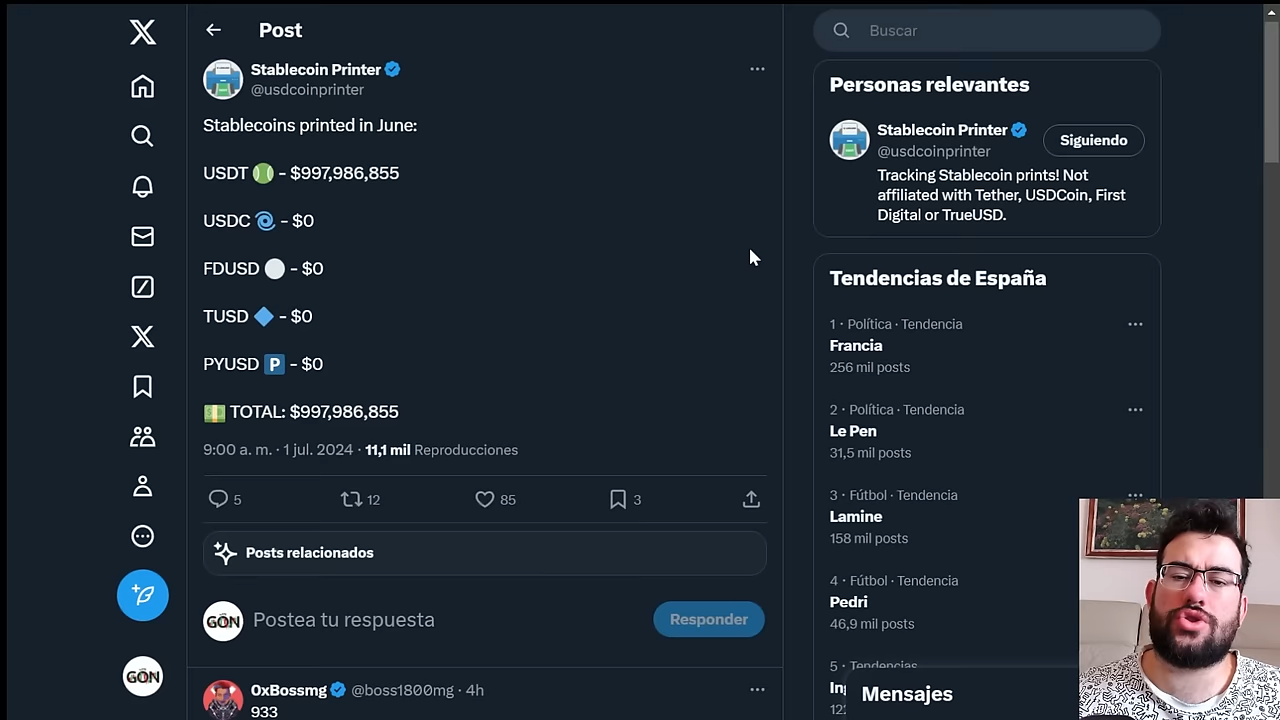 Post
Buscar
Stablecoin Printer
@usdcoinprinter
Stablecoins printed in June:
USDT - $997,986,855
USDC - $0
FDUSD - $0
TUSD - $0
PYUSD P - $0
TOTAL: $997,986,855
9:00 a. m. · 1 jul. 2024 · 11,1 mil Reproducciones
5
12
85
3
Posts relacionados
GON
Postea tu respuesta
Responder
GON
0xBossmg @boss1800mg · 4h
933
Personas relevantes
Stablecoin Printer
@usdcoinprinter
Siguiendo
Tracking Stablecoin prints! Not
affiliated with Tether, USDCoin, First
Digital or TrueUSD.
Tendencias de España
1 · Política · Tendencia
Francia
256 mil posts
2 · Política · Tendencia
Le Pen
31,5 mil posts
3 · Fútbol · Tendencia
Lamine
158 mil posts
4 · Fútbol · Tendencia
Pedri
46,9 mil posts
5 · Tendencias
Mensajes